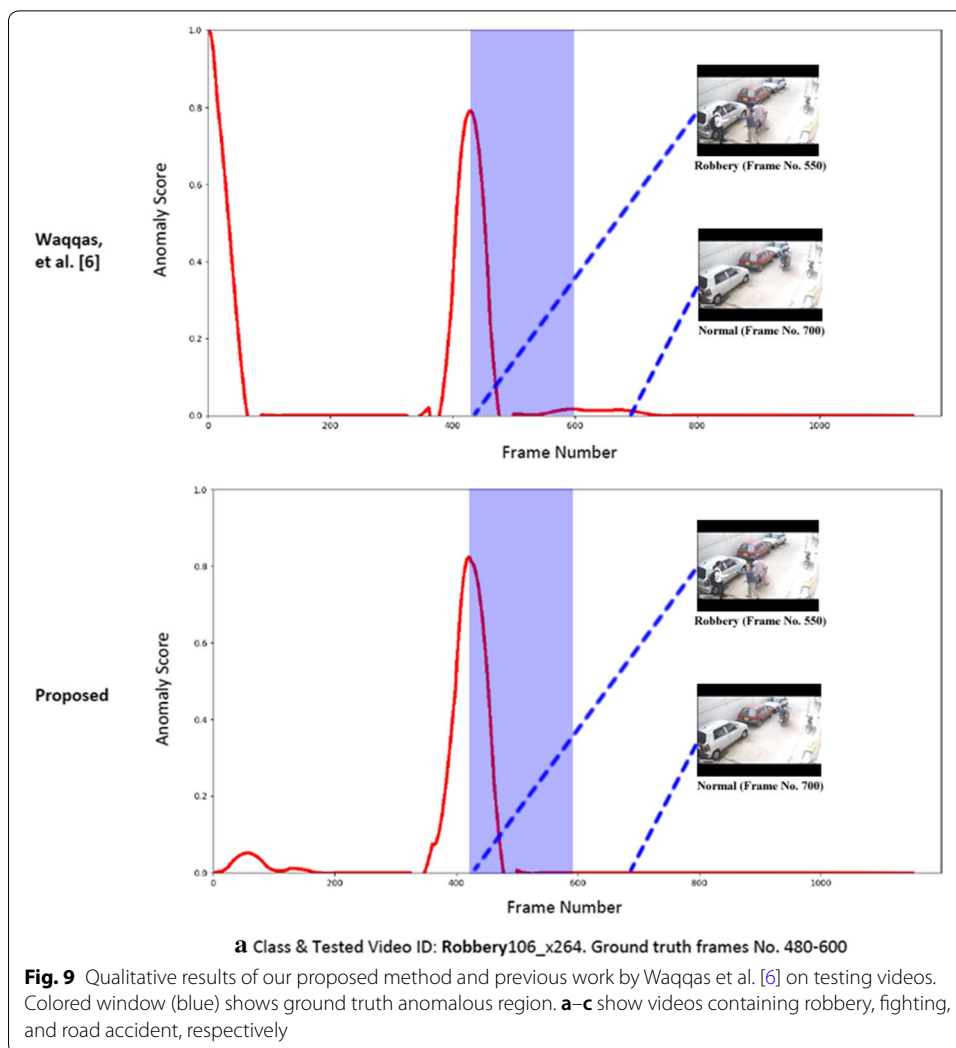 1.0
0.8
0.6
0.4
0.2
0.0
Anomaly Score
Waqqas,
et al. [6]
Robbery (Frame No. 550)
Normal (Frame No. 700)
0 200 400 600 800 1000
Frame Number
1.0
0.8
0.6
0.4
0.2
0.0
Anomaly Score
Proposed
Robbery (Frame No. 550)
Normal (Frame No. 700)
0 200 400 600 800 1000
Frame Number
a Class & Tested Video ID: Robbery106_x264. Ground truth frames No. 480-600
Fig. 9 Qualitative results of our proposed method and previous work by Waqqas et al. [6] on testing videos.
Colored window (blue) shows ground truth anomalous region. a–c show videos containing robbery, fighting,
and road accident, respectively